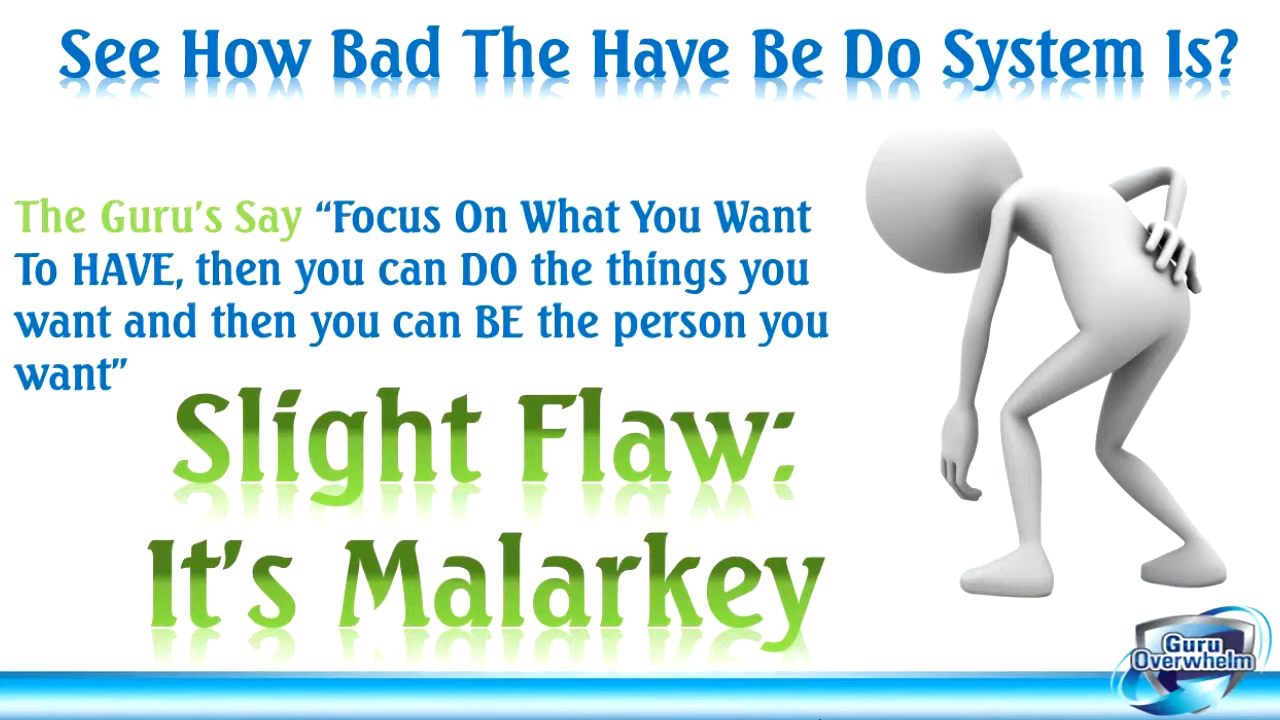 See How Bad The Have Be Do System Is?
The Guru's Say “Focus On What You Want
To HAVE, then you can DO the things you
want and then you can BE the person you
want”
Slight Flaw:
It's Malarkey
Guru
Overwhelm